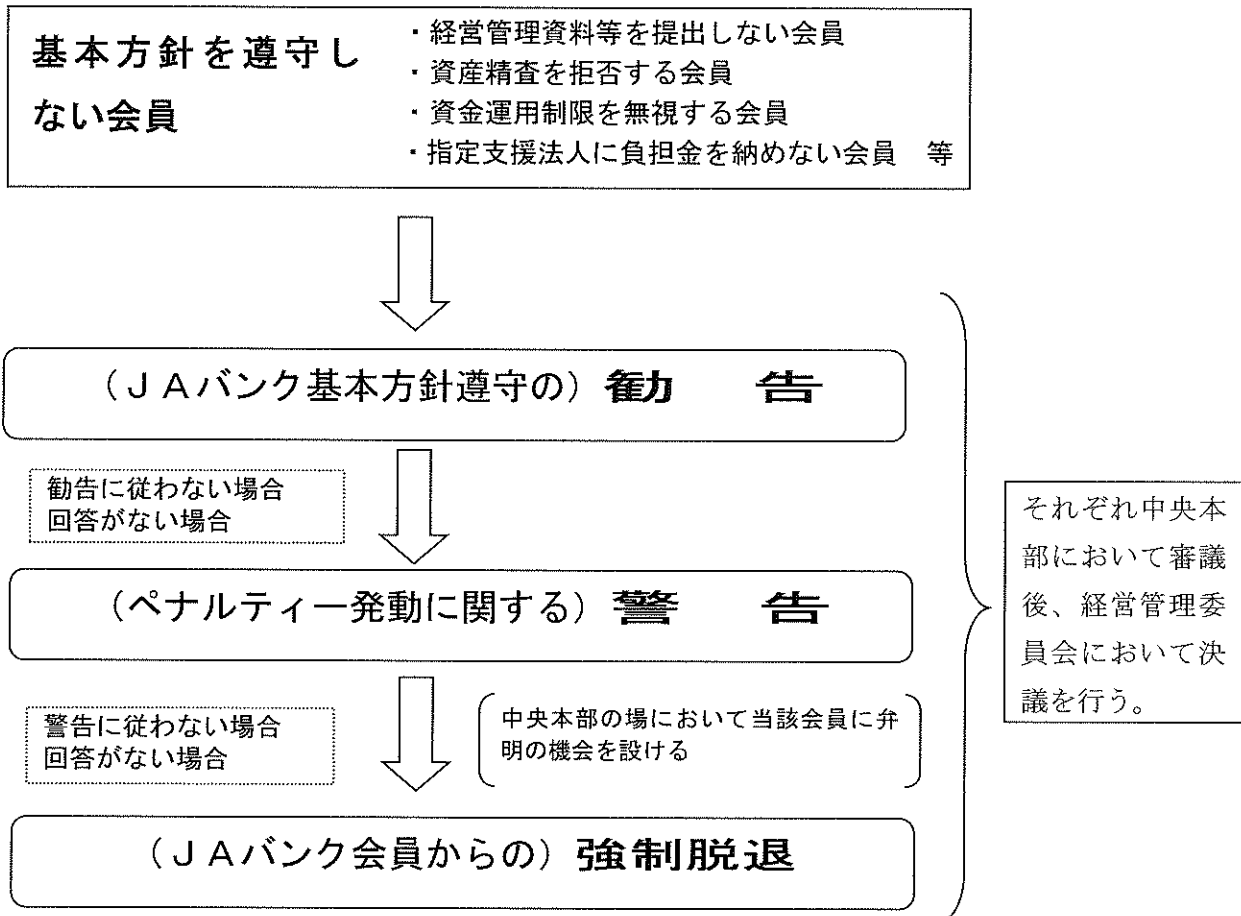 基本方針を遵守し
ない会員
・経営管理資料等を提出しない会員
・資産精査を拒否する会員
・資金運用制限を無視する会員
・指定支援法人に負担金を納めない会員　等
（ＪＡバンク基本方針遵守の）勧　告
勧告に従わない場合
回答がない場合
（ペナルティー発動に関する）警　告
警告に従わない場合
回答がない場合
中央本部の場において当該会員に弁
明の機会を設ける
（ＪＡバンク会員からの）強制脱退
それぞれ中央本
部において審議
後、経営管理委
員会において決
議を行う。